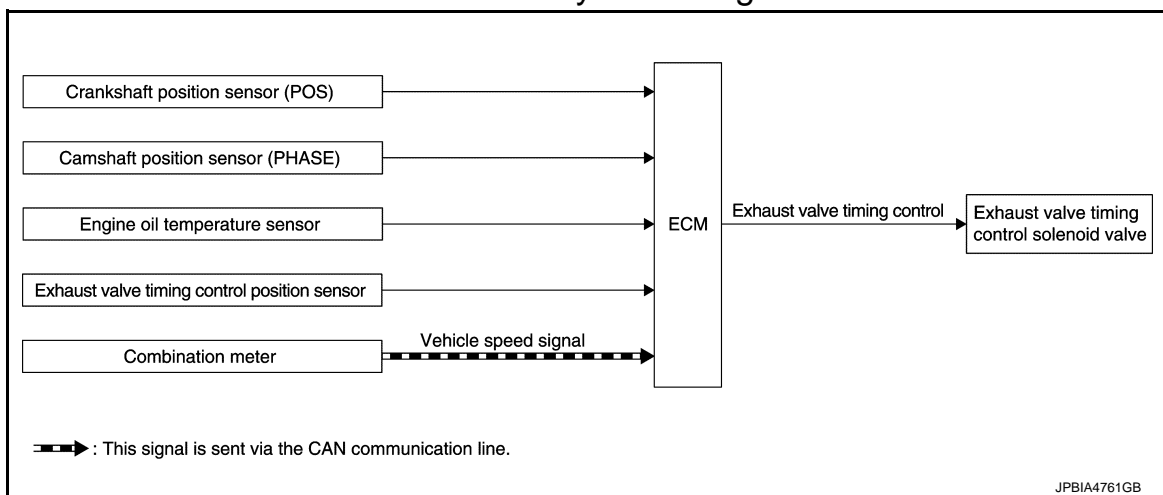 Crankshaft position sensor (POS)
Camshaft position sensor (PHASE)
Engine oil temperature sensor
Exhaust valve timing control position sensor
Combination meter
Vehicle speed signal
ECM
Exhaust valve timing control
Exhaust valve timing
control solenoid valve
: This signal is sent via the CAN communication line.
JPBIA4761GB